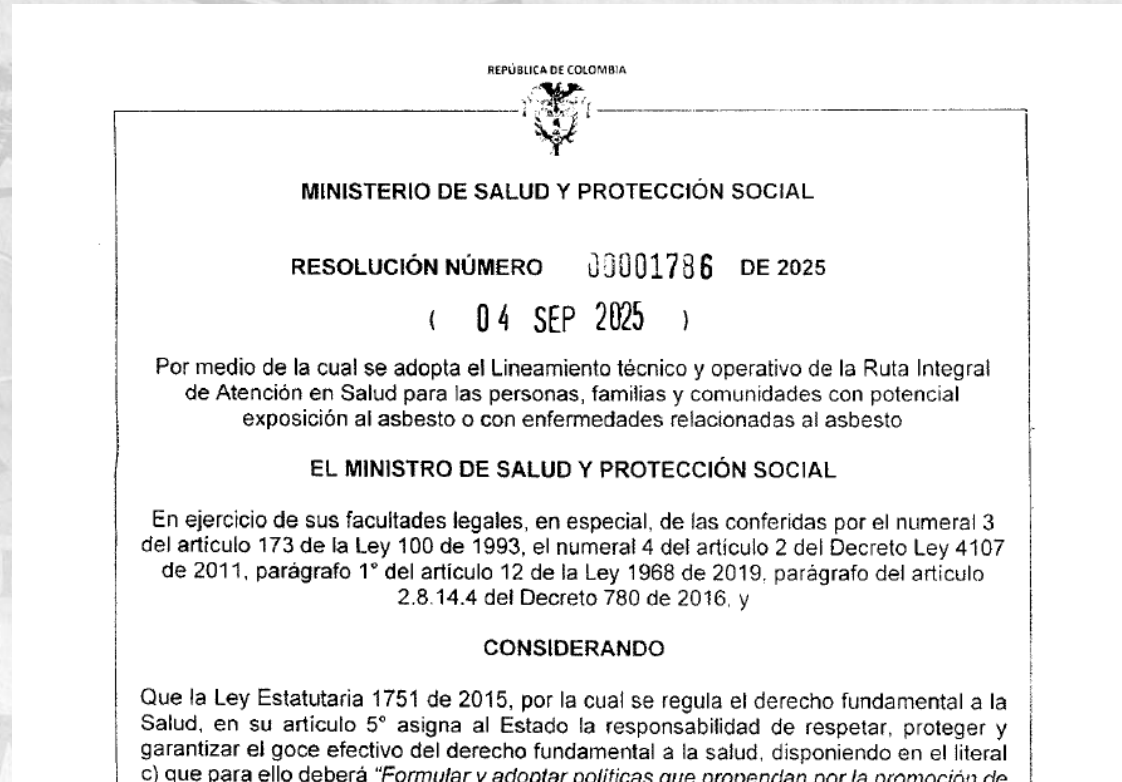 REPÚBLICA DE COLOMBIA
MINISTERIO DE SALUD Y PROTECCIÓN SOCIAL
RESOLUCIÓN NÚMERO 00001786 DE 2025
( 04 SEP 2025 )
Por medio de la cual se adopta el Lineamiento técnico y operativo de la Ruta Integral
de Atención en Salud para las personas, familias y comunidades con potencial
exposición al asbesto o con enfermedades relacionadas al asbesto
EL MINISTRO DE SALUD Y PROTECCIÓN SOCIAL
En ejercicio de sus facultades legales, en especial, de las conferidas por el numeral 3
del artículo 173 de la Ley 100 de 1993, el numeral 4 del artículo 2 del Decreto Ley 4107
de 2011, parágrafo 1° del artículo 12 de la Ley 1968 de 2019, parágrafo del artículo
2.8.14.4 del Decreto 780 de 2016, y
CONSIDERANDO
Que la Ley Estatutaria 1751 de 2015, por la cual se regula el derecho fundamental a la
Salud, en su artículo 5° asigna al Estado la responsabilidad de respetar, proteger y
garantizar el goce efectivo del derecho fundamental a la salud, disponiendo en el literal
c) que para ello deberá "Formular y adoptar políticas que propendan por la promoción de